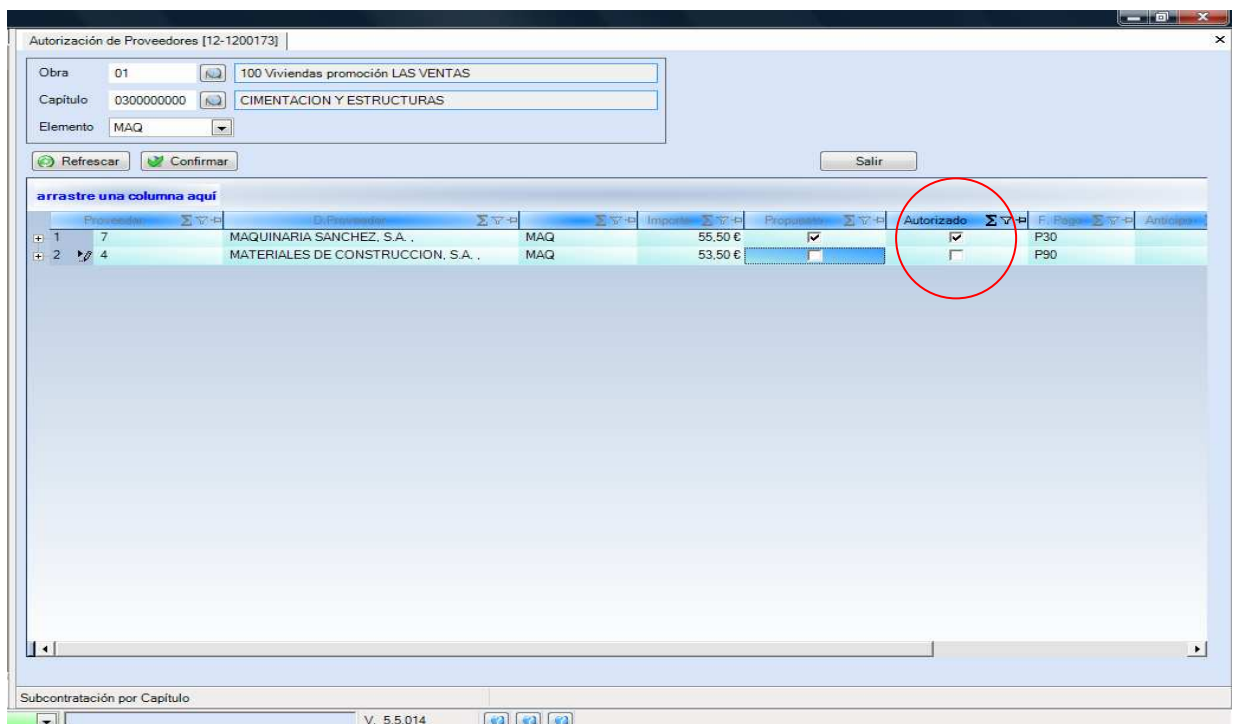 Autorización de Proveedores [12-1200173]
Obra 01 100 Viviendas promoción LAS VENTAS
Capítulo 0300000000 CIMENTACION Y ESTRUCTURAS
Elemento MAQ
Refrescar Confirmar Salir
arrastre una columna aquí
Proveedor D.Proveedor Importe Propuesto Autorizado F. Pago Anticipo
1 7 MAQUINARIA SANCHEZ, S.A. , MAQ 55,50 € P30
2 4 MATERIALES DE CONSTRUCCION, S.A. , MAQ 53,50 € P90
Subcontratación por Capítulo
V. 5.5.014